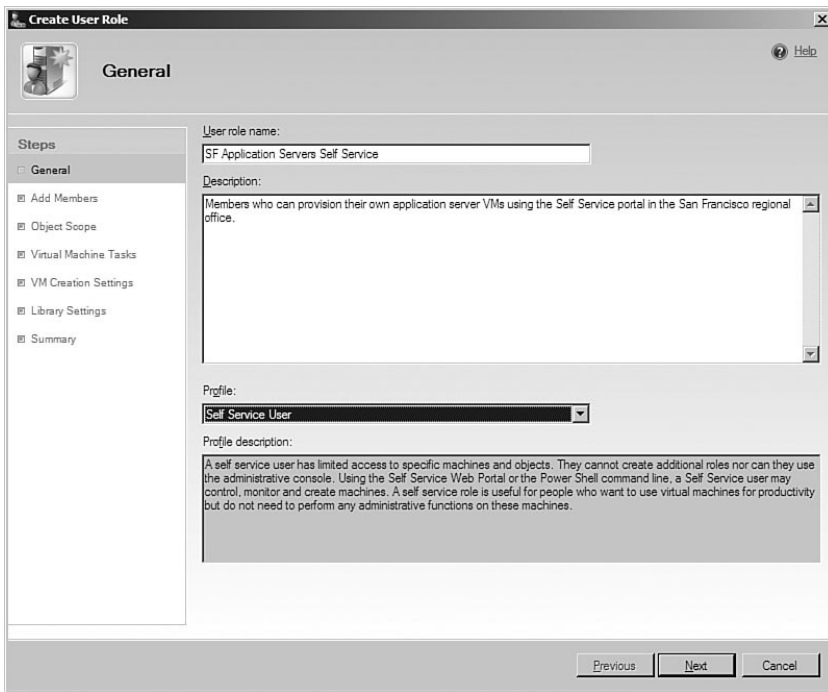 Create User Role
General
Help
Steps
General
Add Members
Object Scope
Virtual Machine Tasks
VM Creation Settings
Library Settings
Summary
User role name:
SF Application Servers Self Service
Description:
Members who can provision their own application server VMs using the Self Service portal in the San Francisco regional
office.
Profile:
Self Service User
Profile description:
A self service user has limited access to specific machines and objects. They cannot create additional roles nor can they use
the administrative console. Using the Self Service Web Portal or the Power Shell command line, a Self Service user may
control, monitor and create machines. A self service role is useful for people who want to use virtual machines for productivity
but do not need to perform any administrative functions on these machines.
Previous
Next
Cancel